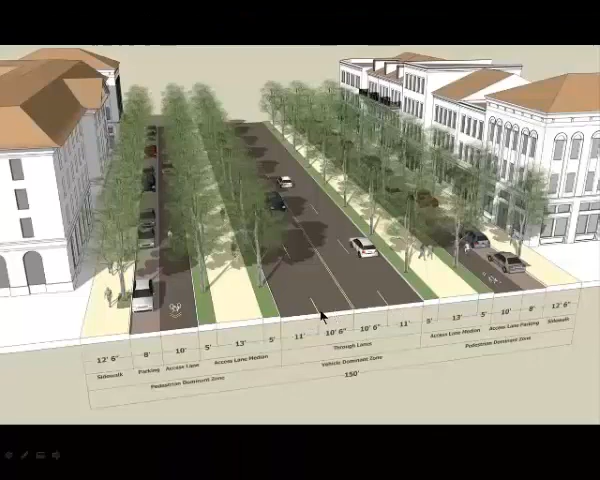 12' 6" 8' 10' 5' 13' 5' 11' 10' 6" 10' 6" 11' 5' 13' 5' 10' 8' 12' 6"
Sidewalk Parking Access Lane Access Lane Median Through Lanes Access Lane Median Access Lane Parking Sidewalk
Pedestrian Dominant Zone Vehicle Dominant Zone Pedestrian Dominant Zone
150'